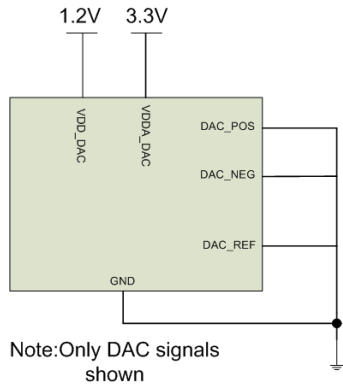 1.2V 3.3V
VDD_DAC
VDDA_DAC
DAC_POS
DAC_NEG
DAC_REF
GND
Note:Only DAC signals
shown